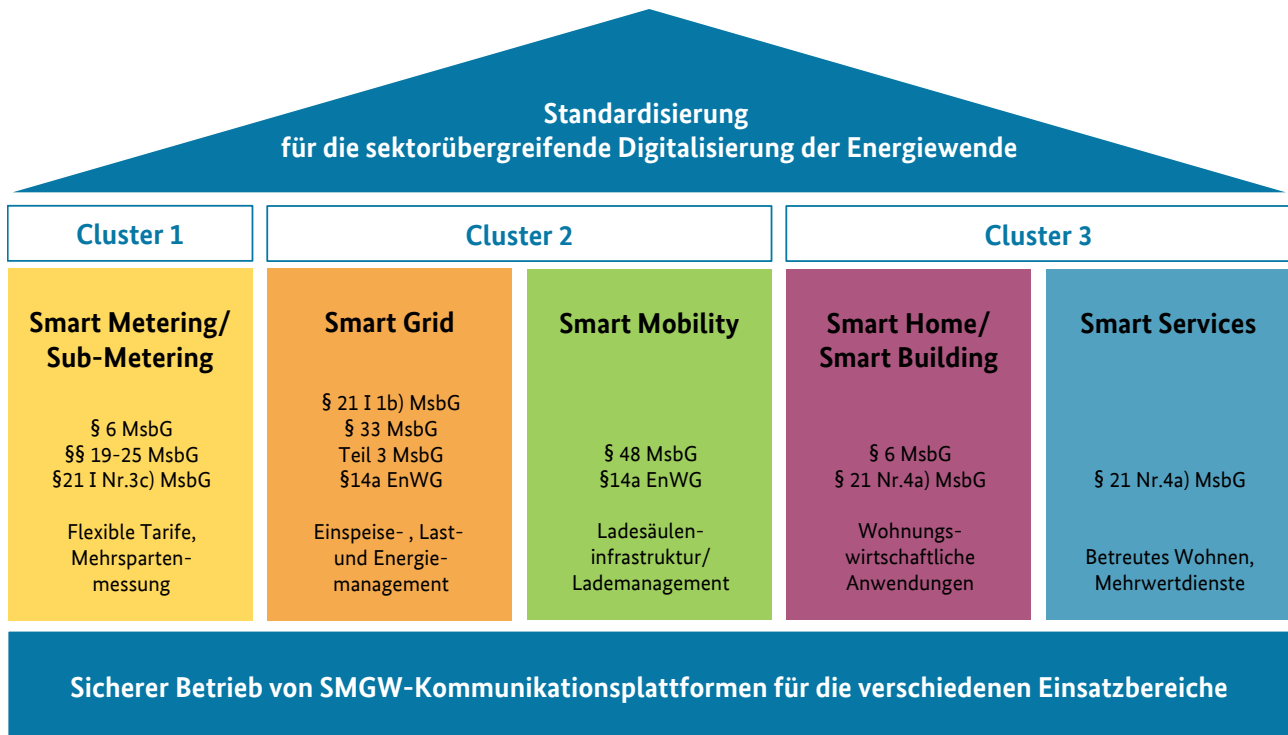 Standardisierung
für die sektorübergreifende Digitalisierung der Energiewende
Cluster 1
Cluster 2
Cluster 3
Smart Metering/
Sub-Metering
§ 6 MsbG
§§ 19-25 MsbG
§21 I Nr.3c) MsbG
Flexible Tarife,
Mehrsparten-
messung
Smart Grid
§ 21 I 1b) MsbG
§ 33 MsbG
Teil 3 MsbG
§14a EnWG
Einspeise- , Last-
und Energie-
management
Smart Mobility
§ 48 MsbG
§14a EnWG
Ladesäulen-
infrastruktur/
Lademanagement
Smart Home/
Smart Building
§ 6 MsbG
§ 21 Nr.4a) MsbG
Wohnungs-
wirtschaftliche
Anwendungen
Smart Services
§ 21 Nr.4a) MsbG
Betreutes Wohnen,
Mehrwertdienste
Sicherer Betrieb von SMGW-Kommunikationsplattformen für die verschiedenen Einsatzbereiche